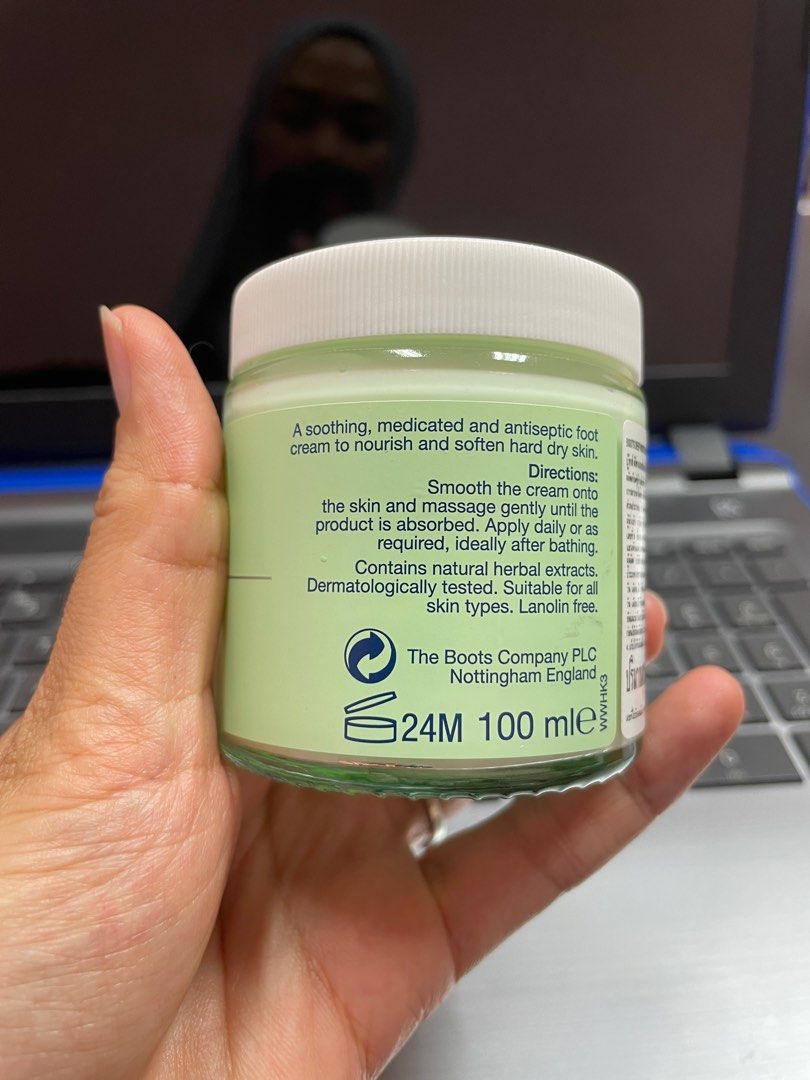 A soothing, medicated and antiseptic foot
cream to nourish and soften hard dry skin.
Directions:
Smooth the cream onto
the skin and massage gently until the
product is absorbed. Apply daily or as
required, ideally after bathing.
Contains natural herbal extracts.
Dermatologically tested. Suitable for all
skin types. Lanolin free.
The Boots Company PLC
Nottingham England
24M 100 ml℮
WWHK3